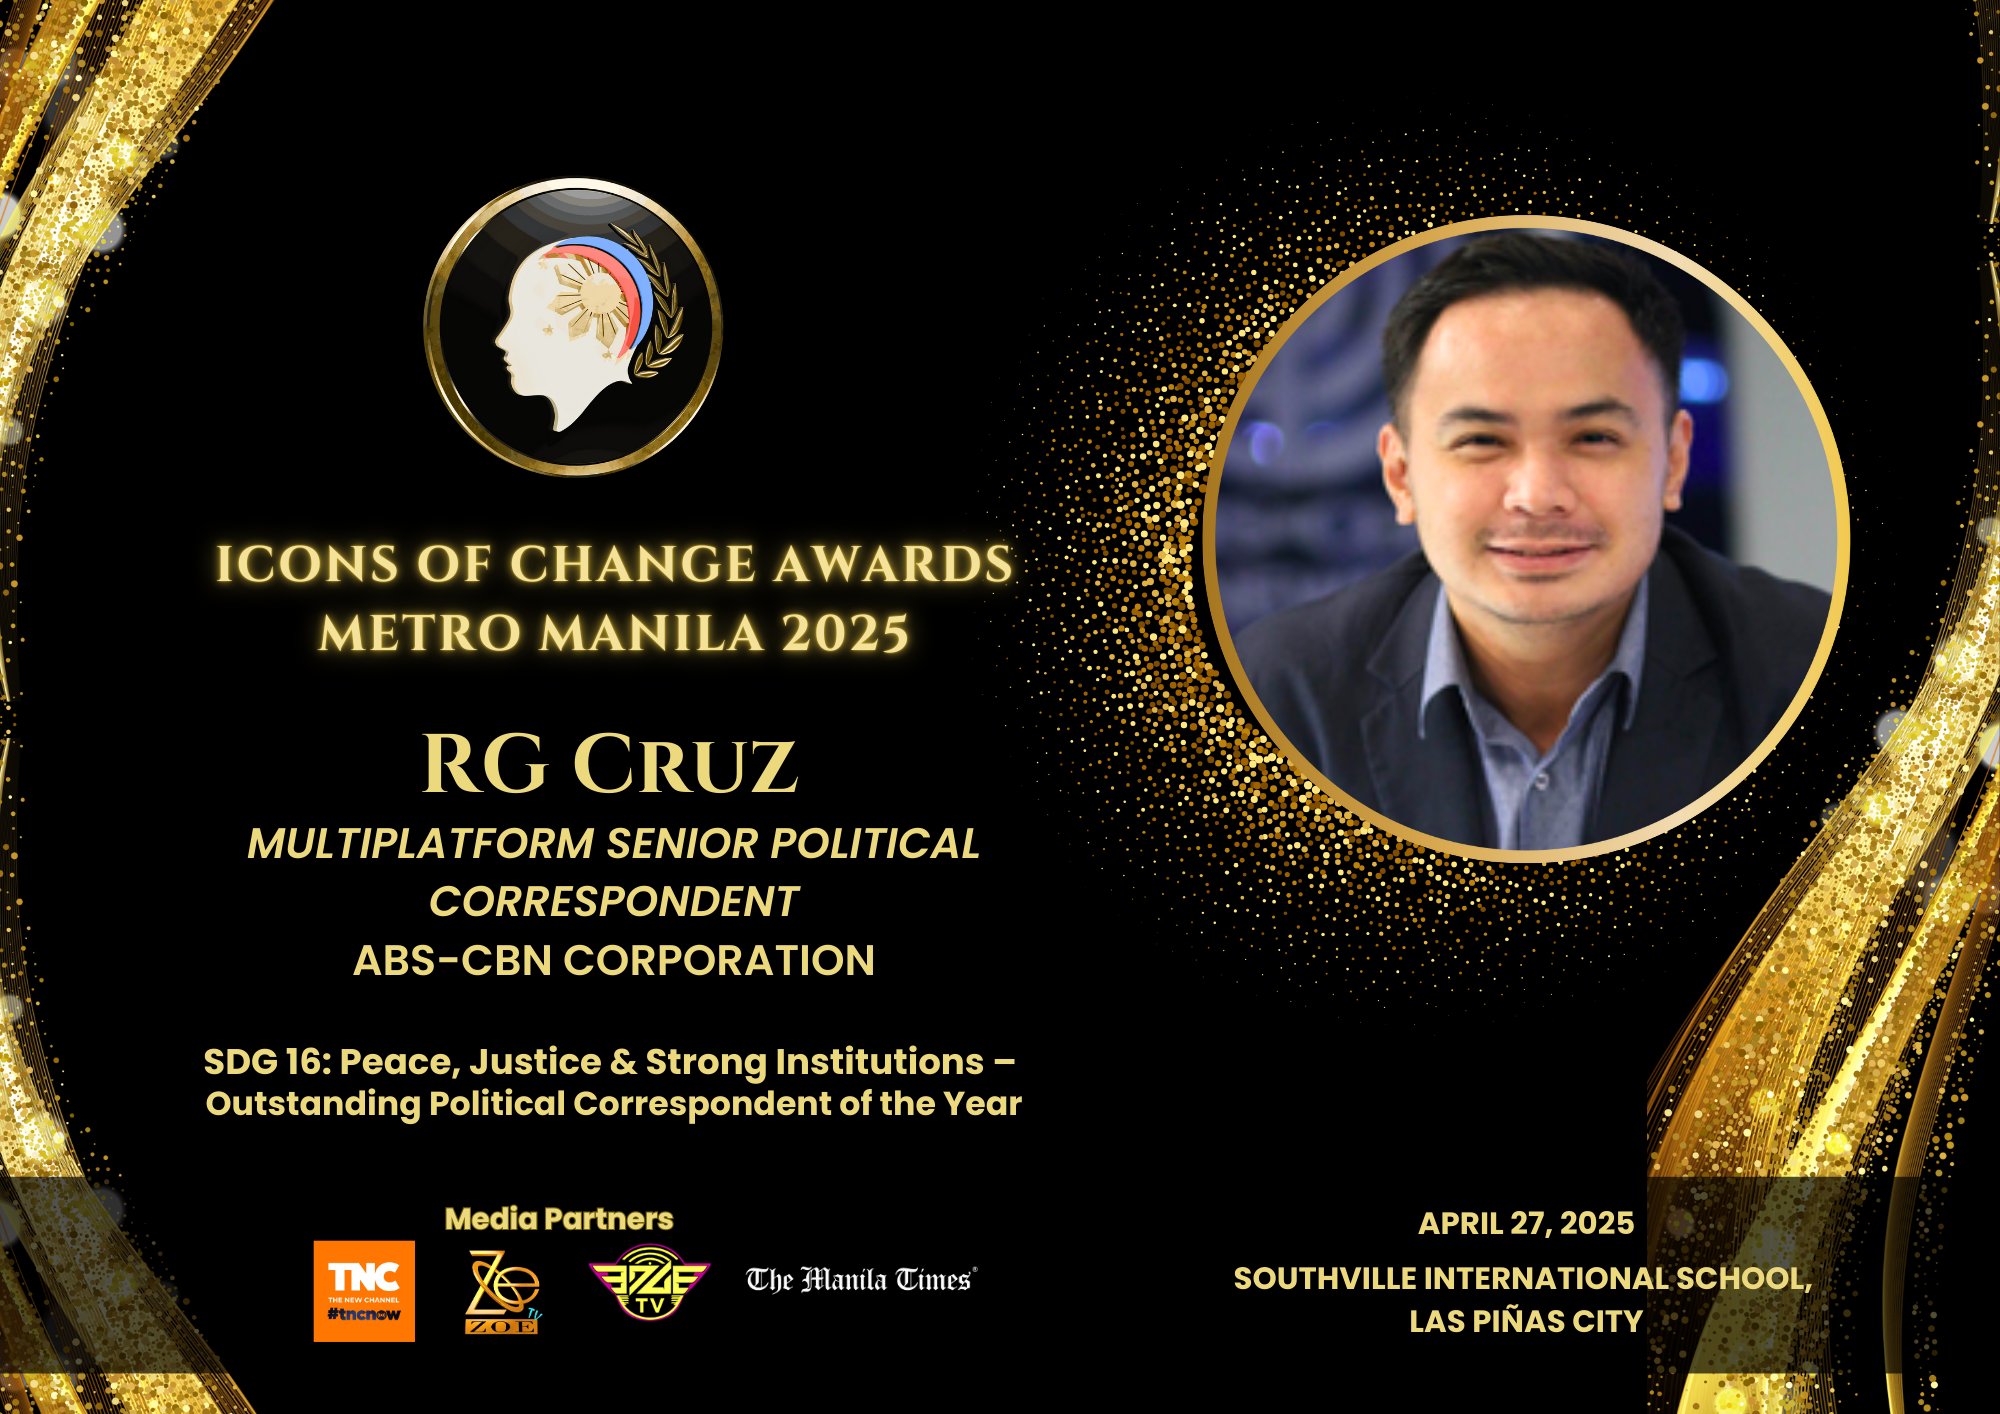 ICONS OF CHANGE AWARDS
METRO MANILA 2025
RG CRUZ
MULTIPLATFORM SENIOR POLITICAL
CORRESPONDENT
ABS-CBN CORPORATION
SDG 16: Peace, Justice & Strong Institutions –
Outstanding Political Correspondent of the Year
Media Partners
TNC
THE NEW CHANNEL
#tncnow
Zoe
TV
ZOE
TV
The Manila Times®
APRIL 27, 2025
SOUTHVILLE INTERNATIONAL SCHOOL,
LAS PIÑAS CITY